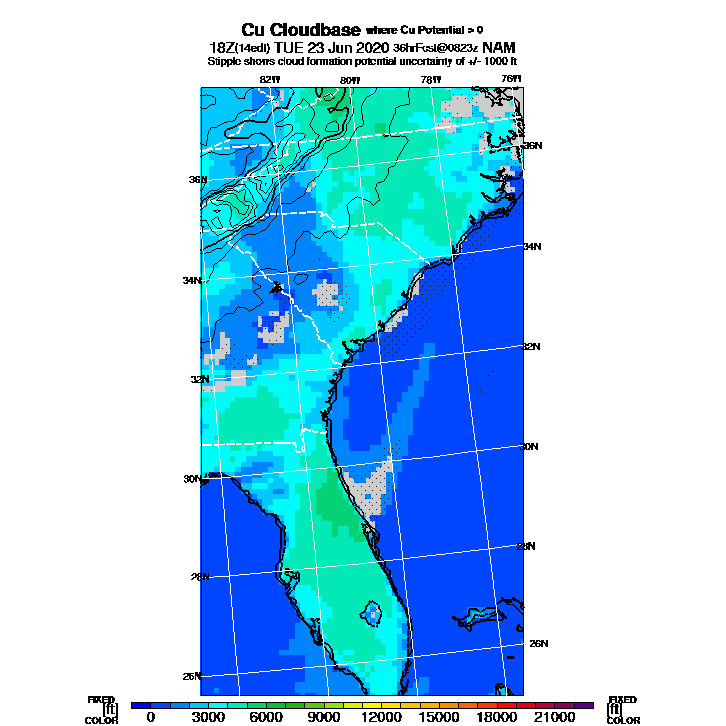 Cu Cloudbase where Cu Potential > 0
18Z(14edt) TUE 23 Jun 2020 36hrFcst@0823z NAM
Stipple shows cloud formation potential uncertainty of +/- 1000 ft
82W 80W 78W 76W
36N
36N
34N
34N
32N
32N
30N
30N
28N
28N
26N
26N
FIXED FIXED
[ft] [ft]
COLOR 0 3000 6000 9000 12000 15000 18000 21000 COLOR